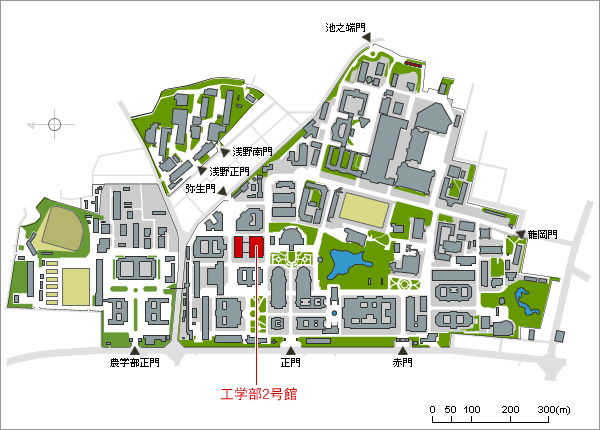 池之端門
浅野南門
浅野正門
弥生門
龍岡門
農学部正門
正門
赤門
工学部2号館
0 50 100 200 300(m)